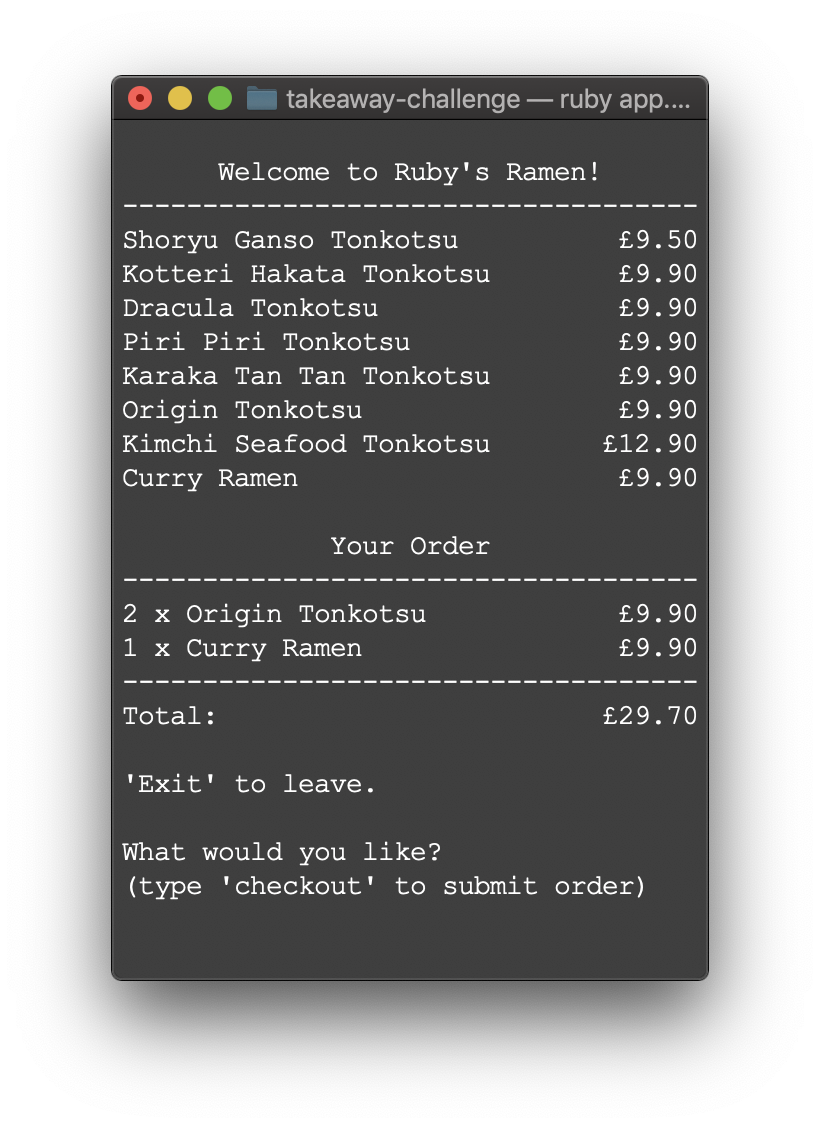 takeaway-challenge — ruby app....
Welcome to Ruby's Ramen!
------------------------------------
Shoryu Ganso Tonkotsu £9.50
Kotteri Hakata Tonkotsu £9.90
Dracula Tonkotsu £9.90
Piri Piri Tonkotsu £9.90
Karaka Tan Tan Tonkotsu £9.90
Origin Tonkotsu £9.90
Kimchi Seafood Tonkotsu £12.90
Curry Ramen £9.90
Your Order
------------------------------------
2 x Origin Tonkotsu £9.90
1 x Curry Ramen £9.90
------------------------------------
Total: £29.70
'Exit' to leave.
What would you like?
(type 'checkout' to submit order)